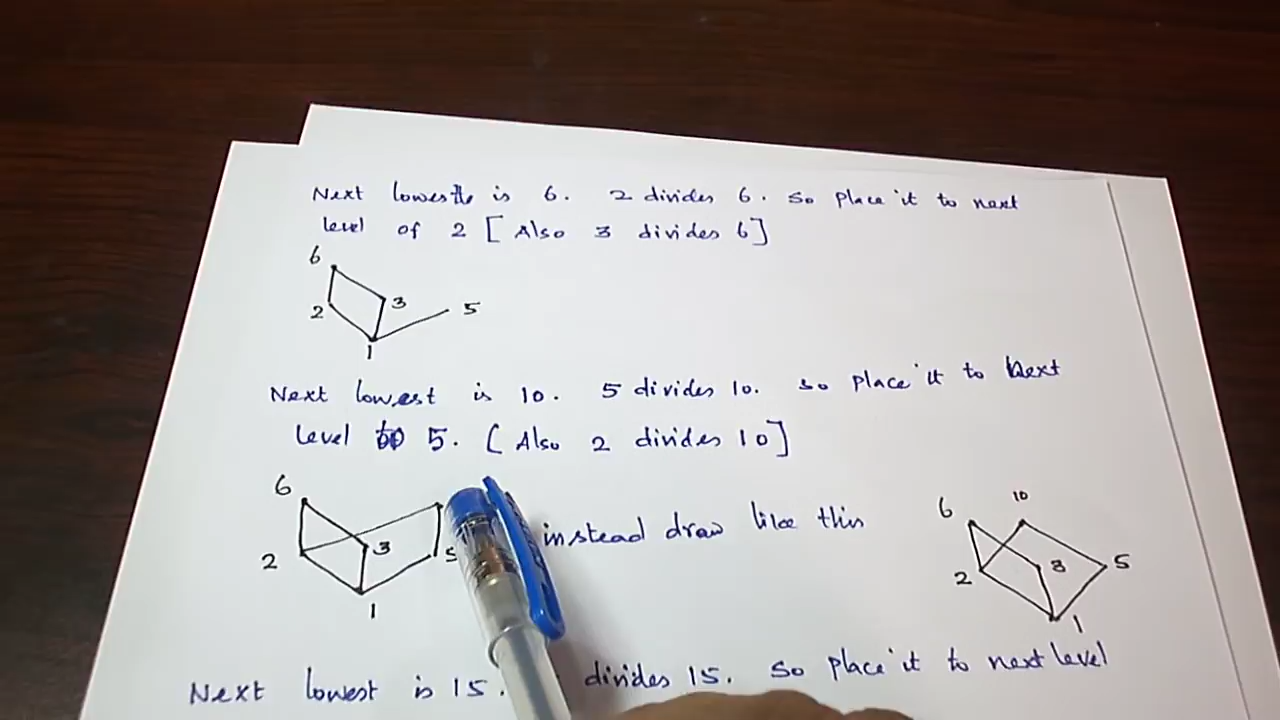 Next lowest is 6. 2 divides 6. So place it to next
level of 2 [Also 3 divides 6]
6
2 3 5
1
Next lowest is 10. 5 divides 10. so place it to next
level to 5. [Also 2 divides 10]
6
2 3 5
1
instead draw like this
6 10
2 3 5
1
Next lowest is 15. divides 15. So place it to next level